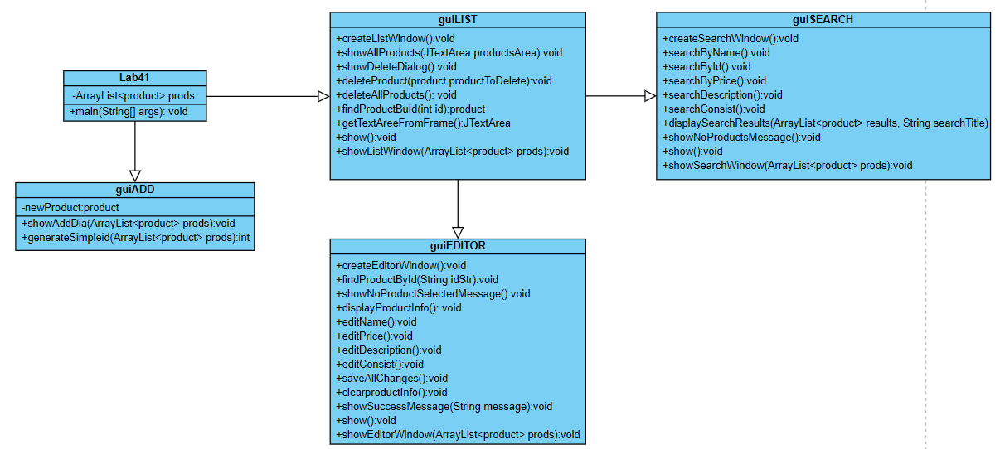 Lab41
-ArrayList<product> prods
+main(String[] args): void
guiADD
-newProduct:product
+showAddDia(ArrayList<product> prods):void
+generateSimpleid(ArrayList<product> prods):int
guiLIST
+createListWindow():void
+showAllProducts(JTextArea productsArea):void
+showDeleteDialog():void
+deleteProduct(product productToDelete):void
+deleteAllProducts(): void
+findProductBuId(int id):product
+getTextAreeFromFrame():JTextArea
+show():void
+showListWindow(ArrayList<product> prods):void
guiSEARCH
+createSearchWindow():void
+searchByName():void
+searchById():void
+searchByPrice():void
+searchDescription():void
+searchConsist():void
+displaySearchResults(ArrayList<product> results, String searchTitle)
+showNoProductsMessage():void
+show():void
+showSearchWindow(ArrayList<product> prods):void
guiEDITOR
+createEditorWindow():void
+findProductById(String idStr):void
+showNoProductSelectedMessage():void
+displayProductInfo(): void
+editName():void
+editPrice():void
+editDescription():void
+editConsist():void
+saveAllChanges():void
+clearproductInfo():void
+showSuccessMessage(String message):void
+show():void
+showEditorWindow(ArrayList<product> prods):void